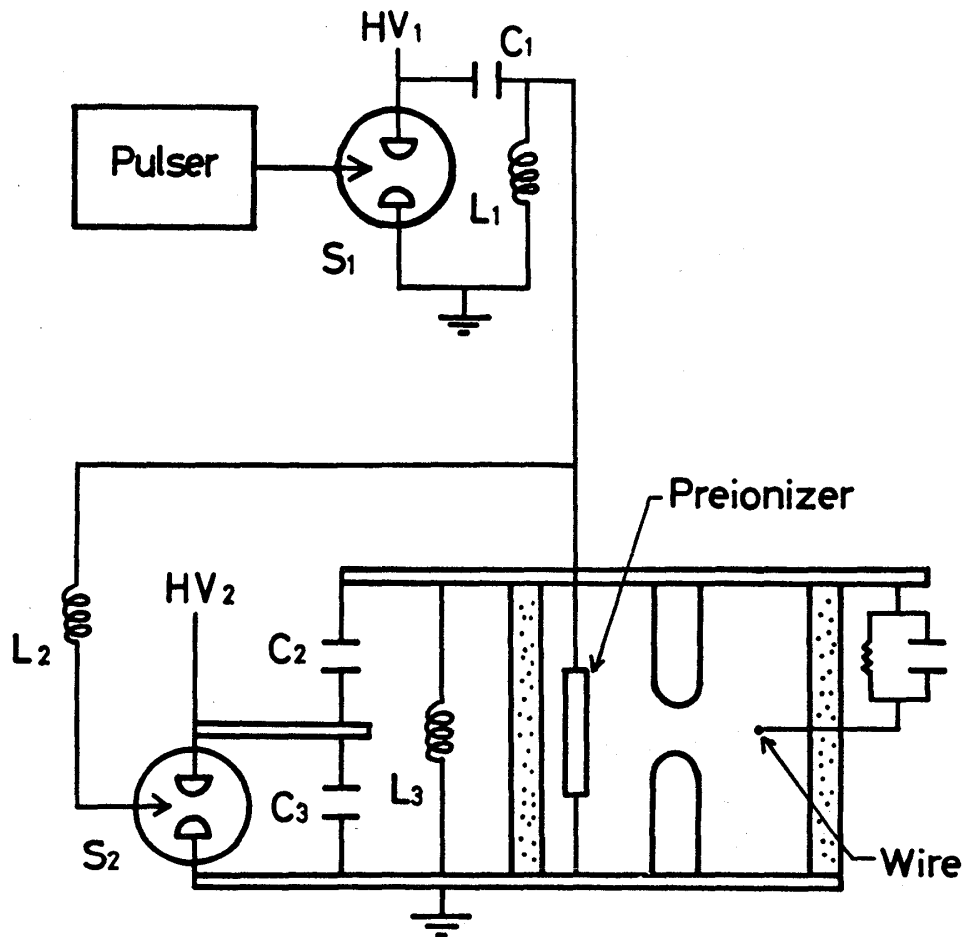 HV1
C1
Pulser
L1
S1
Preionizer
HV2
L2
C2
L3
C3
S2
Wire